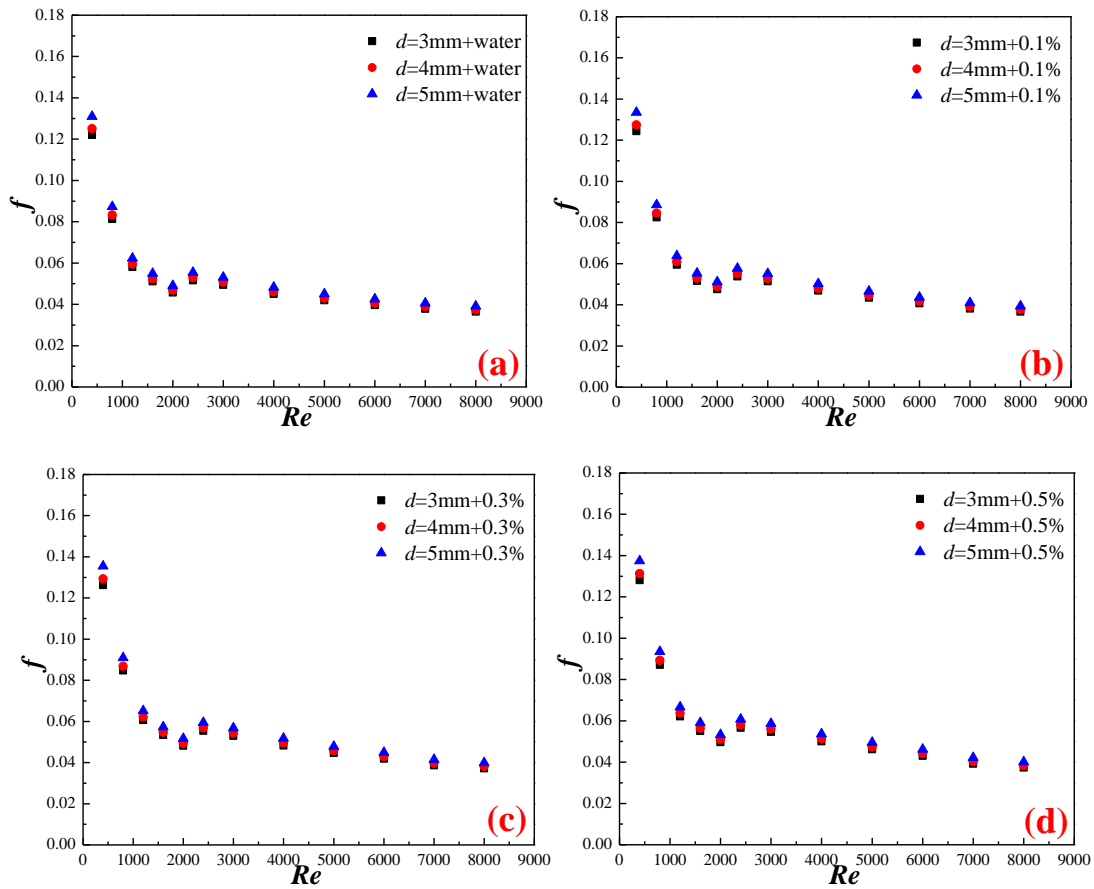 0.18
0.16
0.14
0.12
0.10
0.08
0.06
0.04
0.02
0.00
f
d=3mm+water
d=4mm+water
d=5mm+water
(a)
0 1000 2000 3000 4000 5000 6000 7000 8000 9000
Re
0.18
0.16
0.14
0.12
0.10
0.08
0.06
0.04
0.02
0.00
f
d=3mm+0.1%
d=4mm+0.1%
d=5mm+0.1%
(b)
0 1000 2000 3000 4000 5000 6000 7000 8000 9000
Re
0.18
0.16
0.14
0.12
0.10
0.08
0.06
0.04
0.02
0.00
f
d=3mm+0.3%
d=4mm+0.3%
d=5mm+0.3%
(c)
0 1000 2000 3000 4000 5000 6000 7000 8000 9000
Re
0.18
0.16
0.14
0.12
0.10
0.08
0.06
0.04
0.02
0.00
f
d=3mm+0.5%
d=4mm+0.5%
d=5mm+0.5%
(d)
0 1000 2000 3000 4000 5000 6000 7000 8000 9000
Re